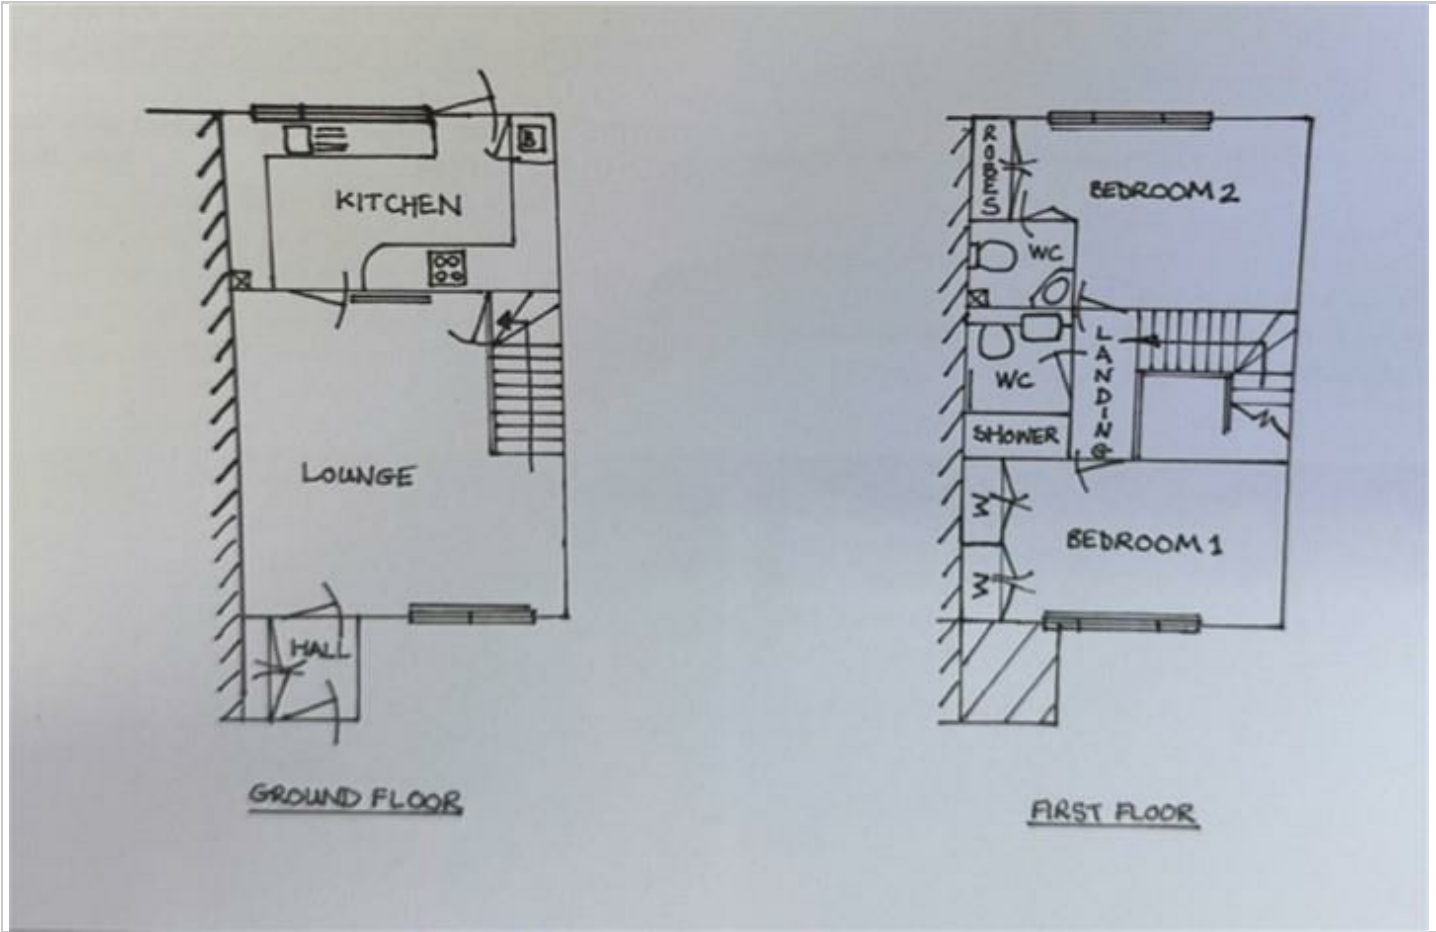 B
KITCHEN
LOUNGE
HALL
GROUND FLOOR
ROBES
BEDROOM 2
WC
WC
LANDING
SHOWER
W
BEDROOM 1
W
FIRST FLOOR